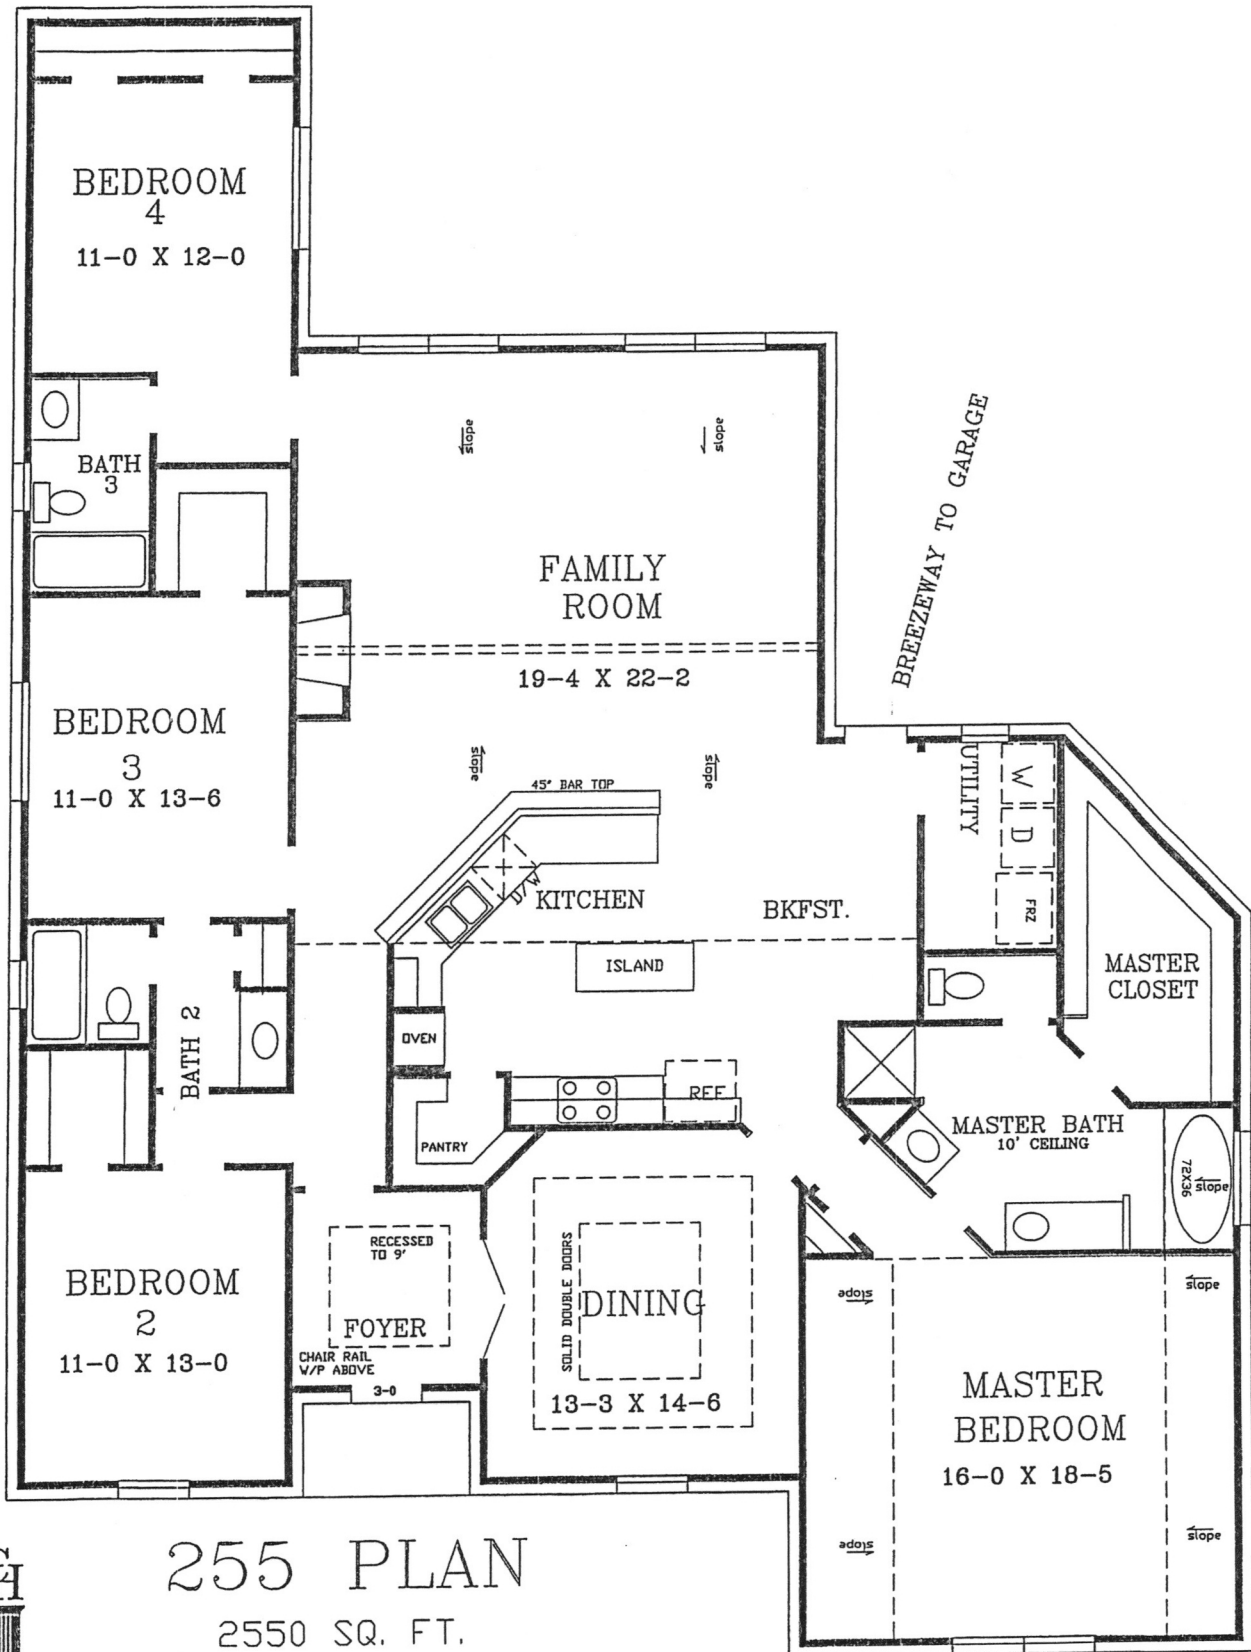 BEDROOM
4
11-0 X 12-0
BATH
3
slope
slope
FAMILY
ROOM
19-4 X 22-2
BREEZEWAY TO GARAGE
BEDROOM
3
11-0 X 13-6
slope
slope
45" BAR TOP
UTILITY
W
D
FRZ
D/W
KITCHEN
BKFST.
ISLAND
MASTER
CLOSET
BATH 2
OVEN
REF
PANTRY
MASTER BATH
10' CEILING
72X36
slope
RECESSED
TO 9'
FOYER
CHAIR RAIL
W/P ABOVE
3-0
SOLID DOUBLE DOORS
DINING
13-3 X 14-6
BEDROOM
2
11-0 X 13-0
slope
slope
MASTER
BEDROOM
16-0 X 18-5
slope
slope
255 PLAN
2550 SQ. FT.